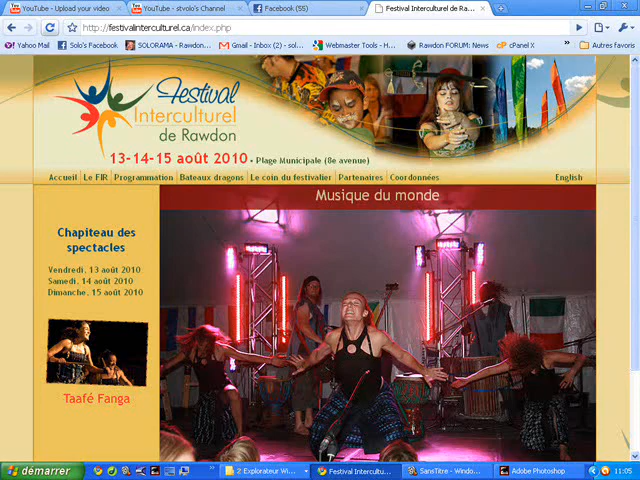 YouTube - Upload your video
YouTube - stvolo's Channel
Facebook (55)
Festival Interculturel de Ra...
http://festivalinterculturel.ca/index.php
Yahoo Mail
Solo's Facebook
SOLORAMA - Rawdon...
Gmail - Inbox (2) - sol...
Webmaster Tools - H...
Rawdon FORUM: News
cPanel X
Autres favoris
Festival
Interculturel
de Rawdon
13-14-15 août 2010 • Plage Municipale (8e avenue)
Accueil
Le FIR
Programmation
Bateaux dragons
Le coin du festivalier
Partenaires
Coordonnées
English
Musique du monde
Chapiteau des
spectacles
Vendredi, 13 août 2010
Samedi, 14 août 2010
Dimanche, 15 août 2010
Taafé Fanga
démarrer
2 Explorateur Wi...
Festival Intercultu...
SansTitre - Windo...
Adobe Photoshop
11:05